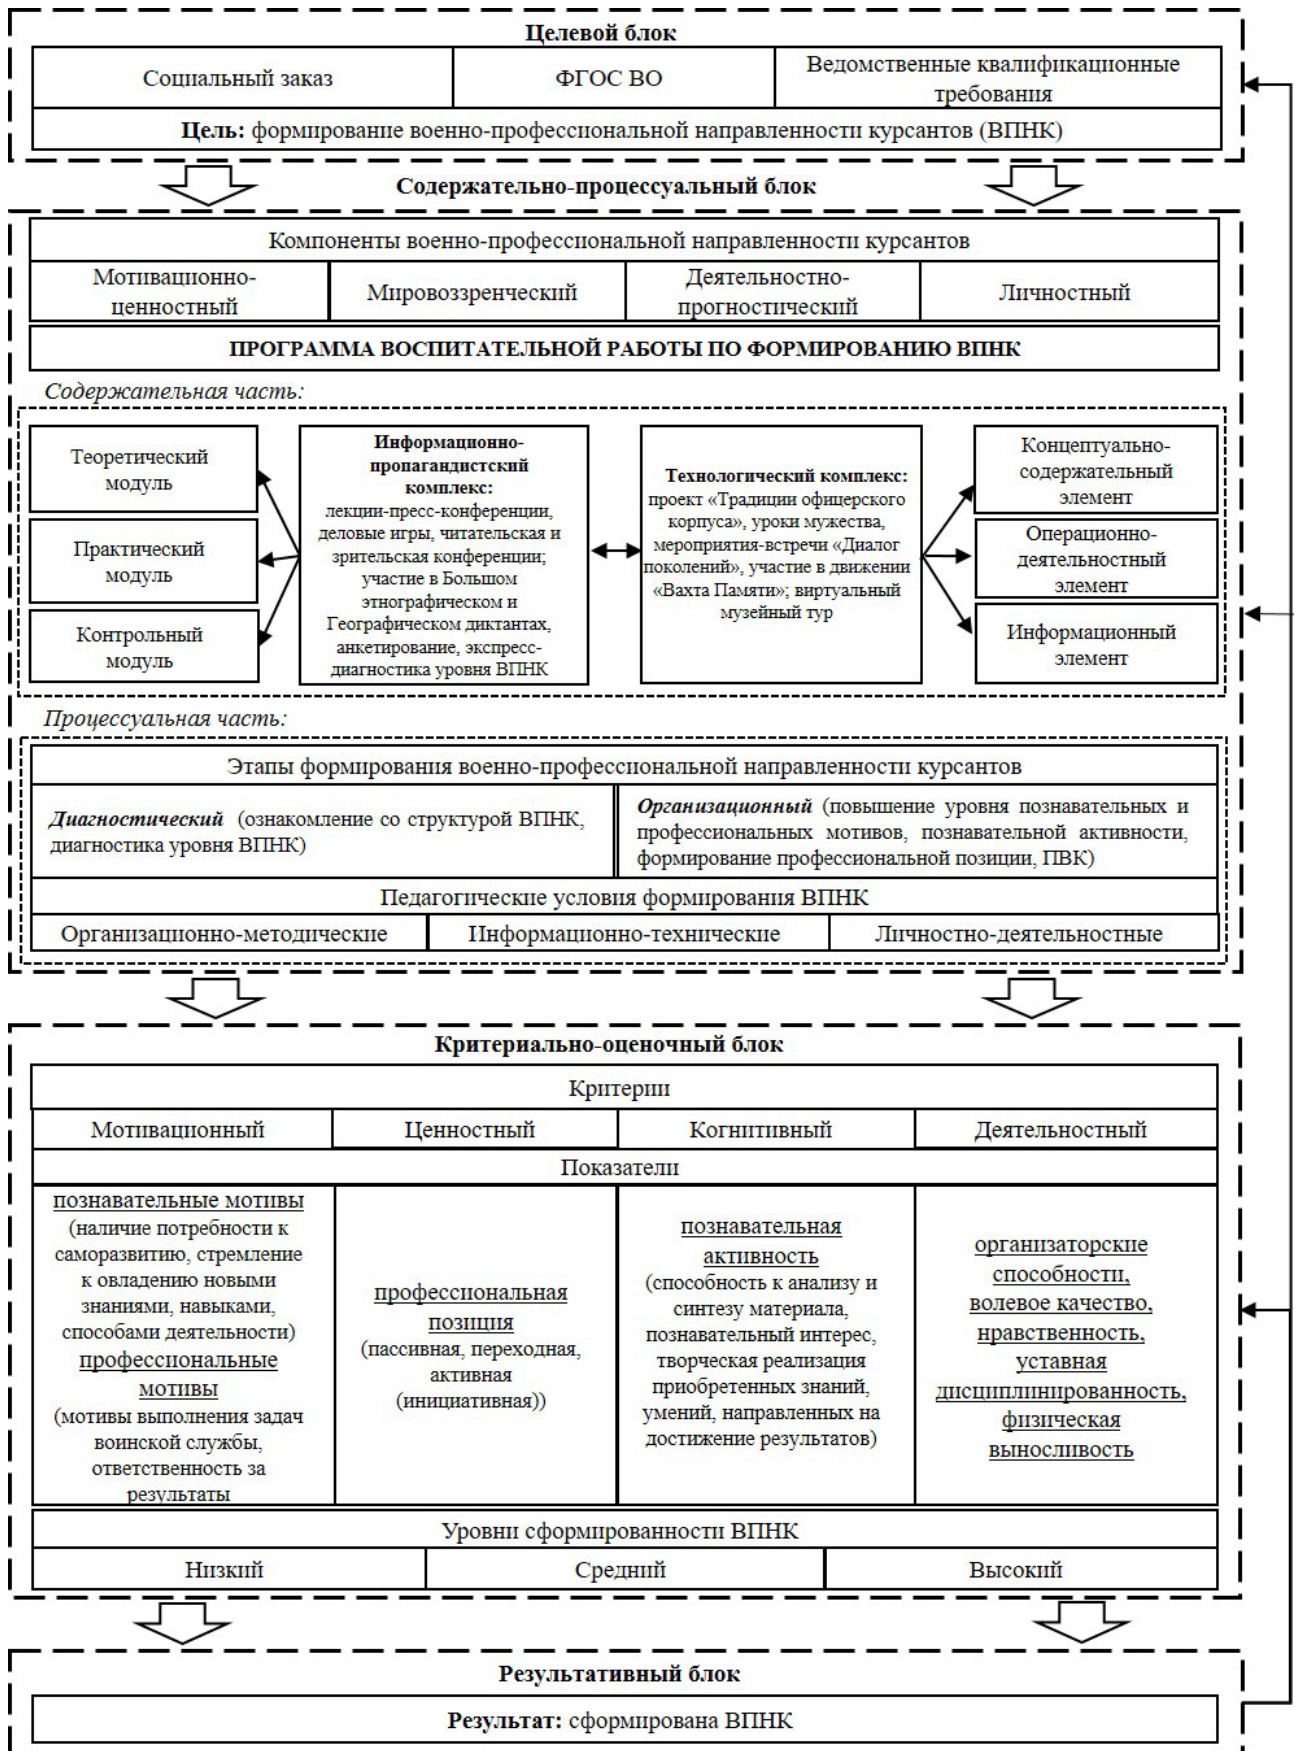 Целевой блок
Социальный заказ
ФГОС ВО
Ведомственные квалификационные
требования
Цель: формирование военно-профессиональной направленности курсантов (ВПНК)
Содержательно-процессуальный блок
Компоненты военно-профессиональной направленности курсантов
Мотивационно-
ценностный
Мировоззренческий
Деятельностно-
прогностический
Личностный
ПРОГРАММА ВОСПИТАТЕЛЬНОЙ РАБОТЫ ПО ФОРМИРОВАНИЮ ВПНК
Содержательная часть:
Теоретический
модуль
Практический
модуль
Контрольный
модуль
Информационно-
пропагандистский
комплекс:
лекции-пресс-конференции,
деловые игры, читательская и
зрительская конференции;
участие в Большом
этнографическом и
Географическом диктантах,
анкетирование, экспресс-
диагностика уровня ВПНК
Технологический комплекс:
проект «Традиции офицерского
корпуса», уроки мужества,
мероприятия-встречи «Диалог
поколений», участие в движении
«Вахта Памяти»; виртуальный
музейный тур
Концептуально-
содержательный
элемент
Операционно-
деятельностный
элемент
Информационный
элемент
Процессуальная часть:
Этапы формирования военно-профессиональной направленности курсантов
Диагностический (ознакомление со структурой ВПНК,
диагностика уровня ВПНК)
Организационный (повышение уровня познавательных и
профессиональных мотивов, познавательной активности,
формирование профессиональной позиции, ПВК)
Педагогические условия формирования ВПНК
Организационно-методические
Информационно-технические
Личностно-деятельностные
Критериально-оценочный блок
Критерии
Мотивационный
Ценностный
Когнитивный
Деятельностный
Показатели
познавательные мотивы
(наличие потребности к
саморазвитию, стремление
к овладению новыми
знаниями, навыками,
способами деятельности)
профессиональные
мотивы
(мотивы выполнения задач
воинской службы,
ответственность за
результаты
профессиональная
позиция
(пассивная, переходная,
активная
(инициативная))
познавательная
активность
(способность к анализу и
синтезу материала,
познавательный интерес,
творческая реализация
приобретенных знаний,
умений, направленных на
достижение результатов)
организаторские
способности,
волевое качество,
нравственность,
уставная
дисциплинированность,
физическая
выносливость
Уровни сформированности ВПНК
Низкий
Средний
Высокий
Результативный блок
Результат: сформирована ВПНК